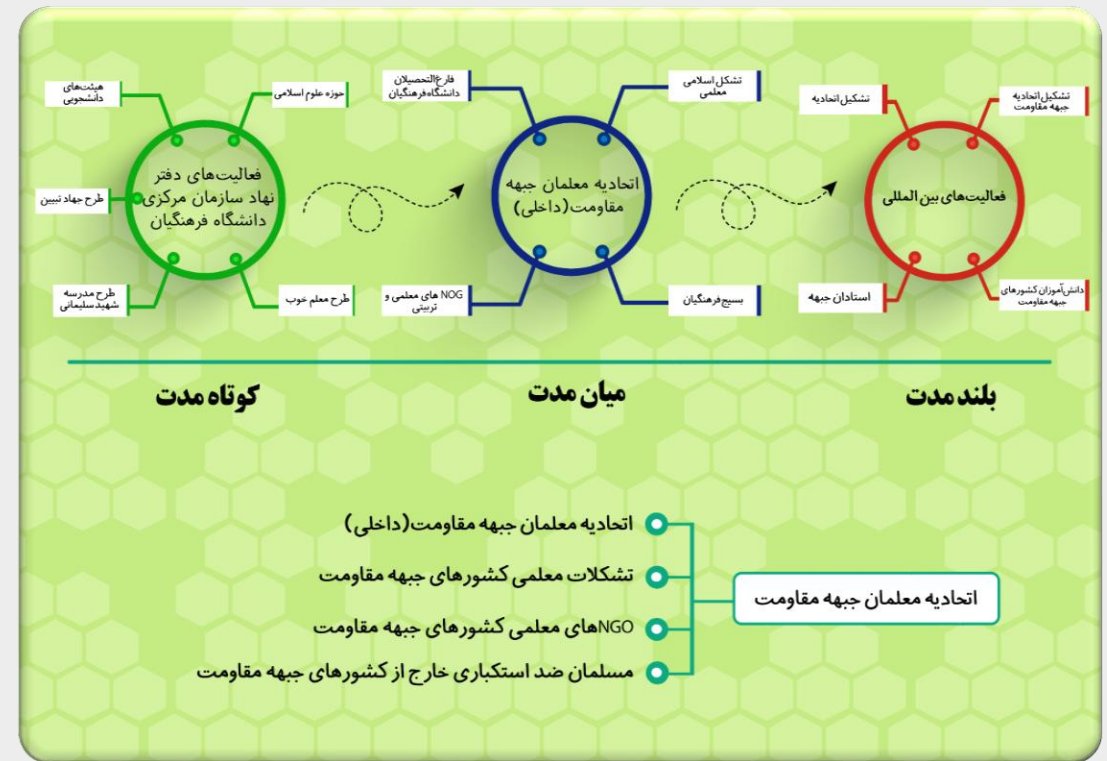 هیئت‌های
دانشجویی
حوزه علوم اسلامی
فعالیت‌های دفتر
نهاد سازمان مرکزی
دانشگاه فرهنگیان
طرح جهاد تبیین
طرح مدرسه
شهید سلیمانی
طرح معلم خوب
فارغ‌التحصیلان
دانشگاه فرهنگیان
تشکل اسلامی
معلمی
اتحادیه معلمان جبهه
مقاومت(داخلی)
NOG های معلمی و
تربیتی
بسیج فرهنگیان
تشکیل اتحادیه
تشکیل اتحادیه
جبهه مقاومت
فعالیت‌های بین المللی
استادان جبهه
دانش‌آموزان کشورهای
جبهه مقاومت
کوتاه مدت
میان مدت
بلند مدت
اتحادیه معلمان جبهه مقاومت
اتحادیه معلمان جبهه مقاومت(داخلی)
تشکلات معلمی کشورهای جبهه مقاومت
NGOهای معلمی کشورهای جبهه مقاومت
مسلمان ضد استکباری خارج از کشورهای جبهه مقاومت